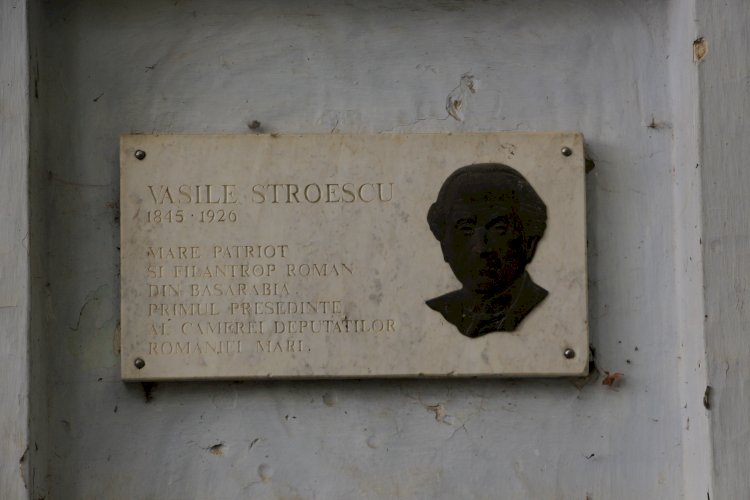 VASILE STROESCU
1845 · 1926
MARE PATRIOT
SI FILANTROP ROMAN
DIN BASARABIA
PRIMUL PRESEDINTE
AL CAMEREI DEPUTATILOR
ROMANIEI MARI.